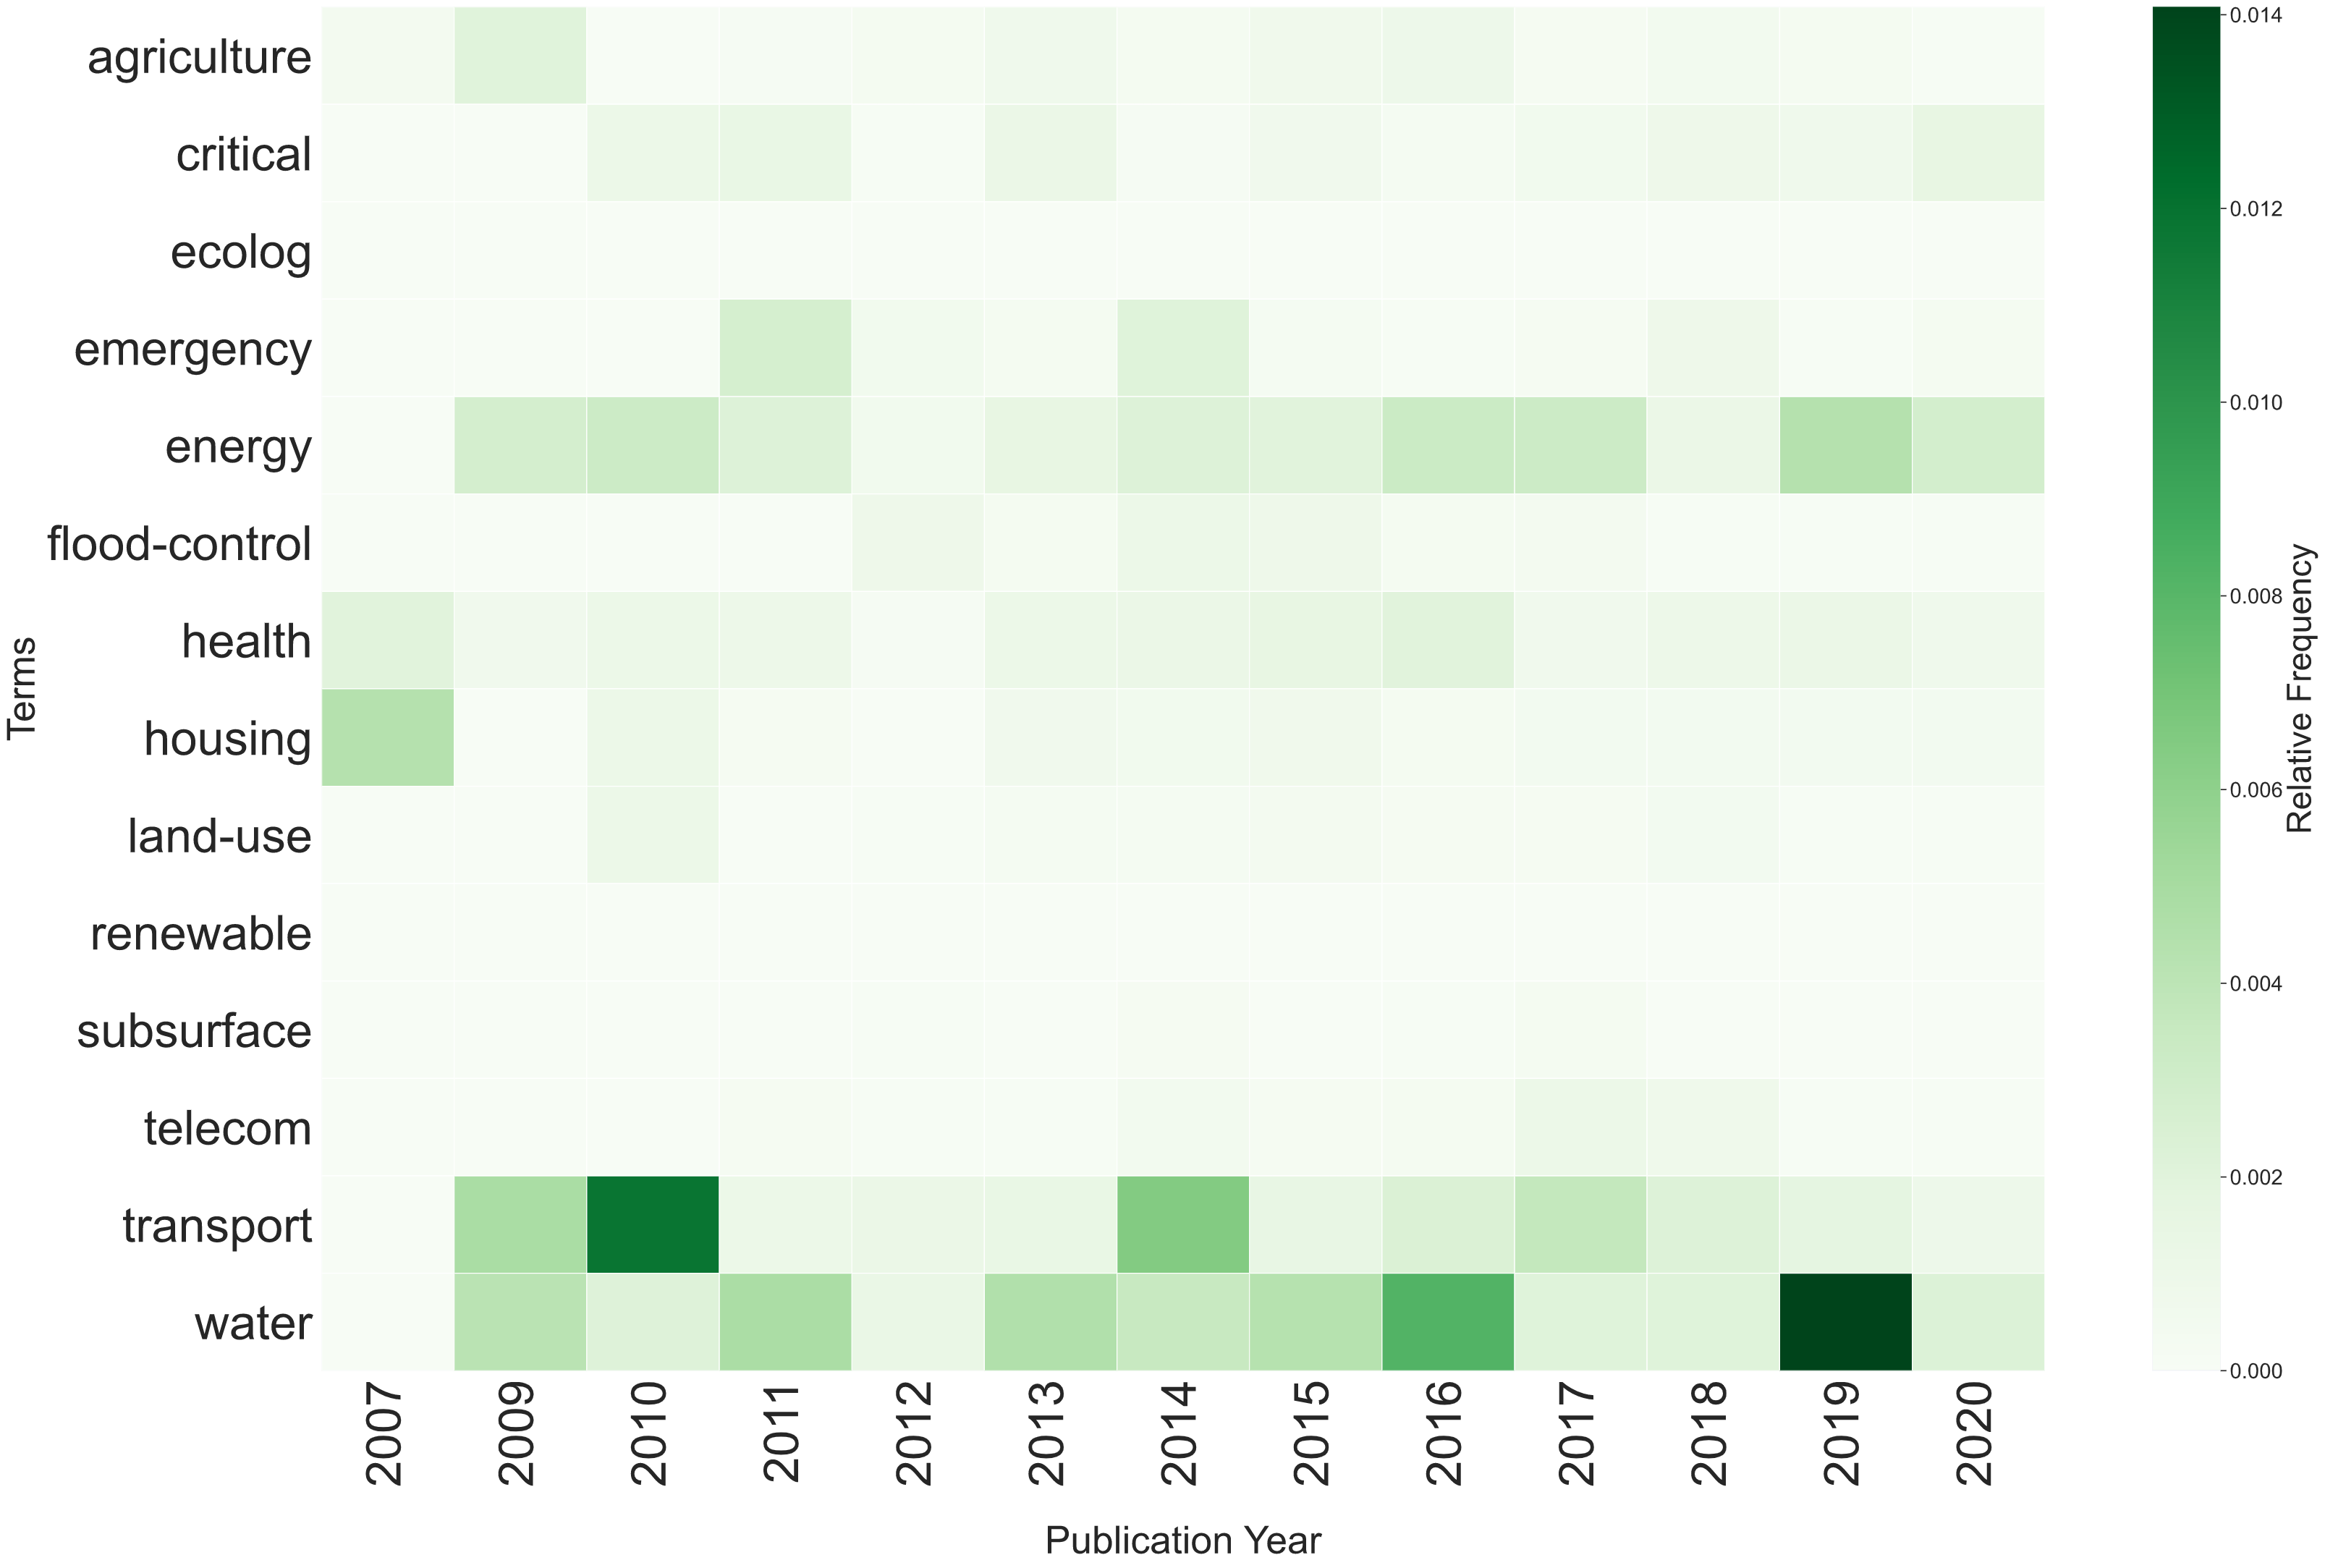 agriculture
critical
ecolog
emergency
energy
flood-control
health
housing
land-use
renewable
subsurface
telecom
transport
water
Terms
2007
2009
2010
2011
2012
2013
2014
2015
2016
2017
2018
2019
2020
Publication Year
0.014
0.012
0.010
0.008
0.006
0.004
0.002
0.000
Relative Frequency